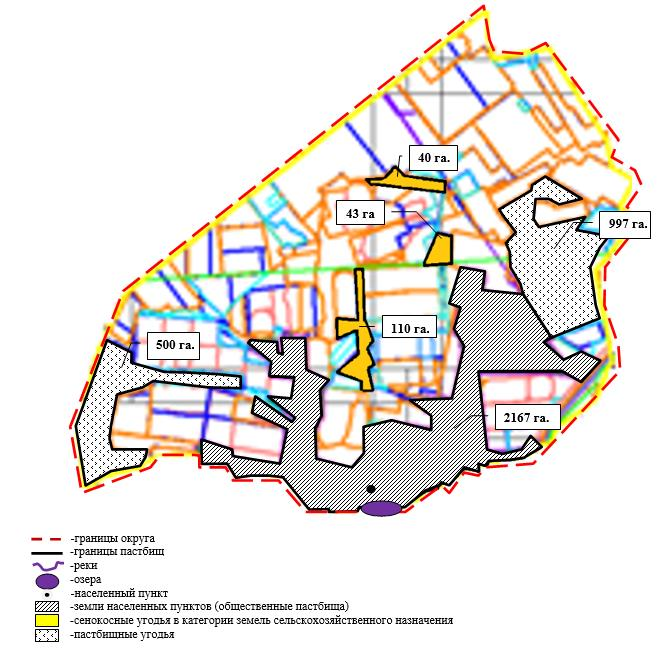 40 га.
43 га
997 га.
110 га.
500 га.
2167 га.
-границы округа
-границы пастбищ
-реки
-озера
-населенный пункт
-земли населенных пунктов (общественные пастбища)
-сенокосные угодья в категории земель сельскохозяйственного назначения
-пастбищные угодья